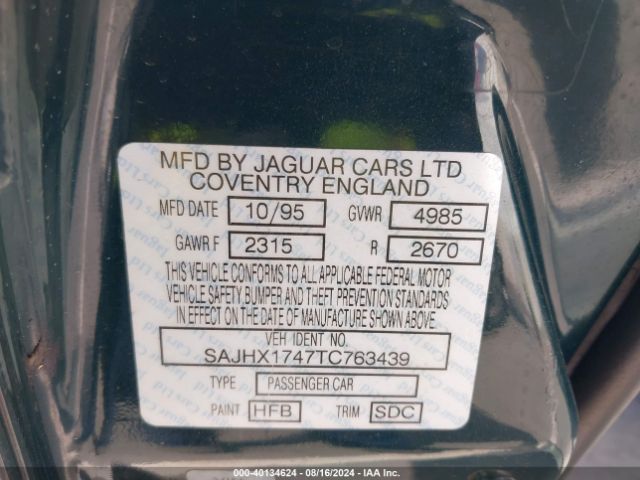 MFD BY JAGUAR CARS LTD
COVENTRY ENGLAND
MFD DATE 10/95 GVWR 4985
GAWR F 2315 R 2670
THIS VEHICLE CONFORMS TO ALL APPLICABLE FEDERAL MOTOR
VEHICLE SAFETY BUMPER AND THEFT PREVENTION STANDARDS
IN EFFECT ON THE DATE OF MANUFACTURE SHOWN ABOVE
VEH IDENT NO.
SAJHX1747TC763439
TYPE PASSENGER CAR
PAINT HFB TRIM SDC
000-40134624 - 08/16/2024 - IAA Inc.